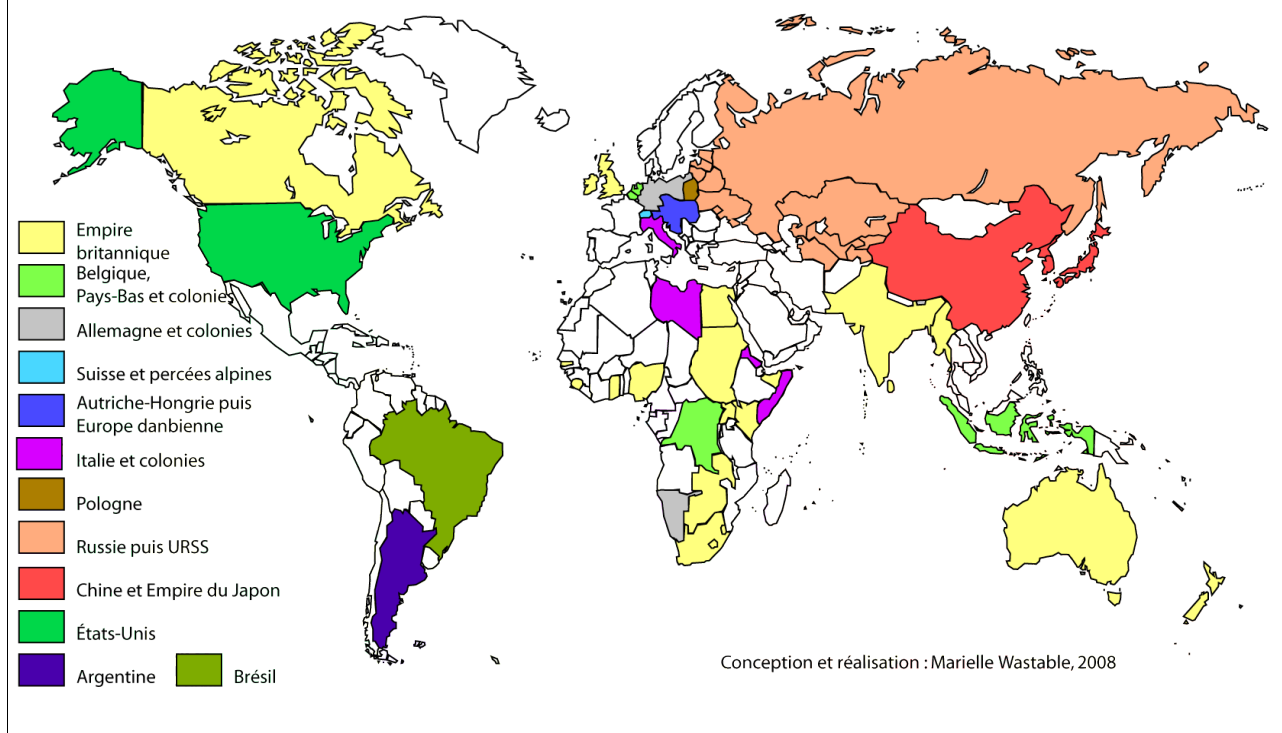 Empire
britannique
Belgique,
Pays-Bas et colonies
Allemagne et colonies
Suisse et percées alpines
Autriche-Hongrie puis
Europe danbienne
Italie et colonies
Pologne
Russie puis URSS
Chine et Empire du Japon
États-Unis
Argentine
Brésil
Conception et réalisation : Marielle Wastable, 2008